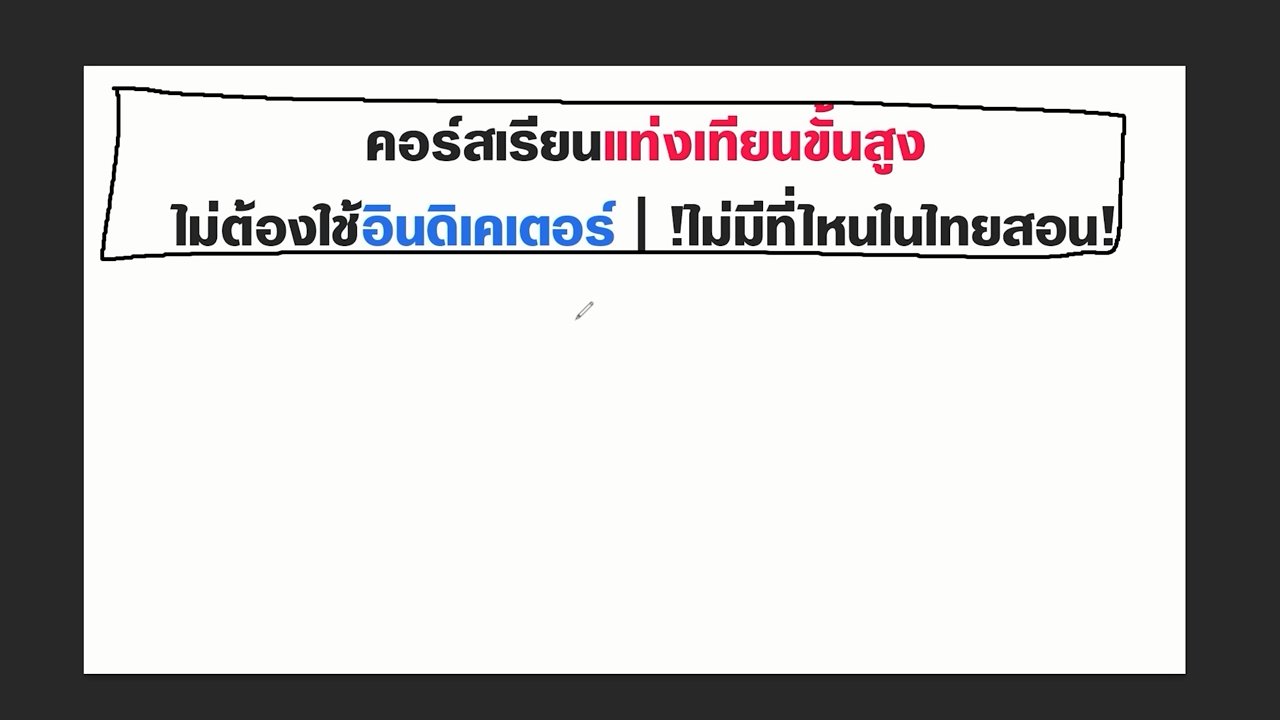 คอร์สเรียนแท่งเทียนขั้นสูง
ไม่ต้องใช้อินดิเคเตอร์ | !ไม่มีที่ไหนในไทยสอน!